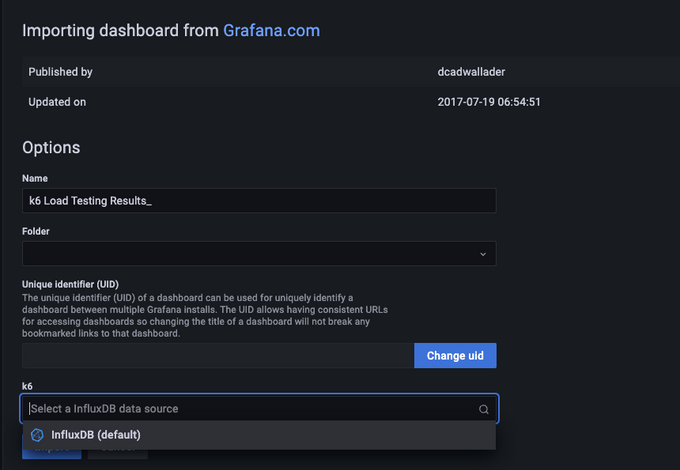 Importing dashboard from Grafana.com
Published by dcadwallader
Updated on 2017-07-19 06:54:51
Options
Name
k6 Load Testing Results_
Folder
Unique identifier (UID)
The unique identifier (UID) of a dashboard can be used for uniquely identify a
dashboard between multiple Grafana installs. The UID allows having consistent URLs
for accessing dashboards so changing the title of a dashboard will not break any
bookmarked links to that dashboard.
Change uid
k6
Select a InfluxDB data source
InfluxDB (default)